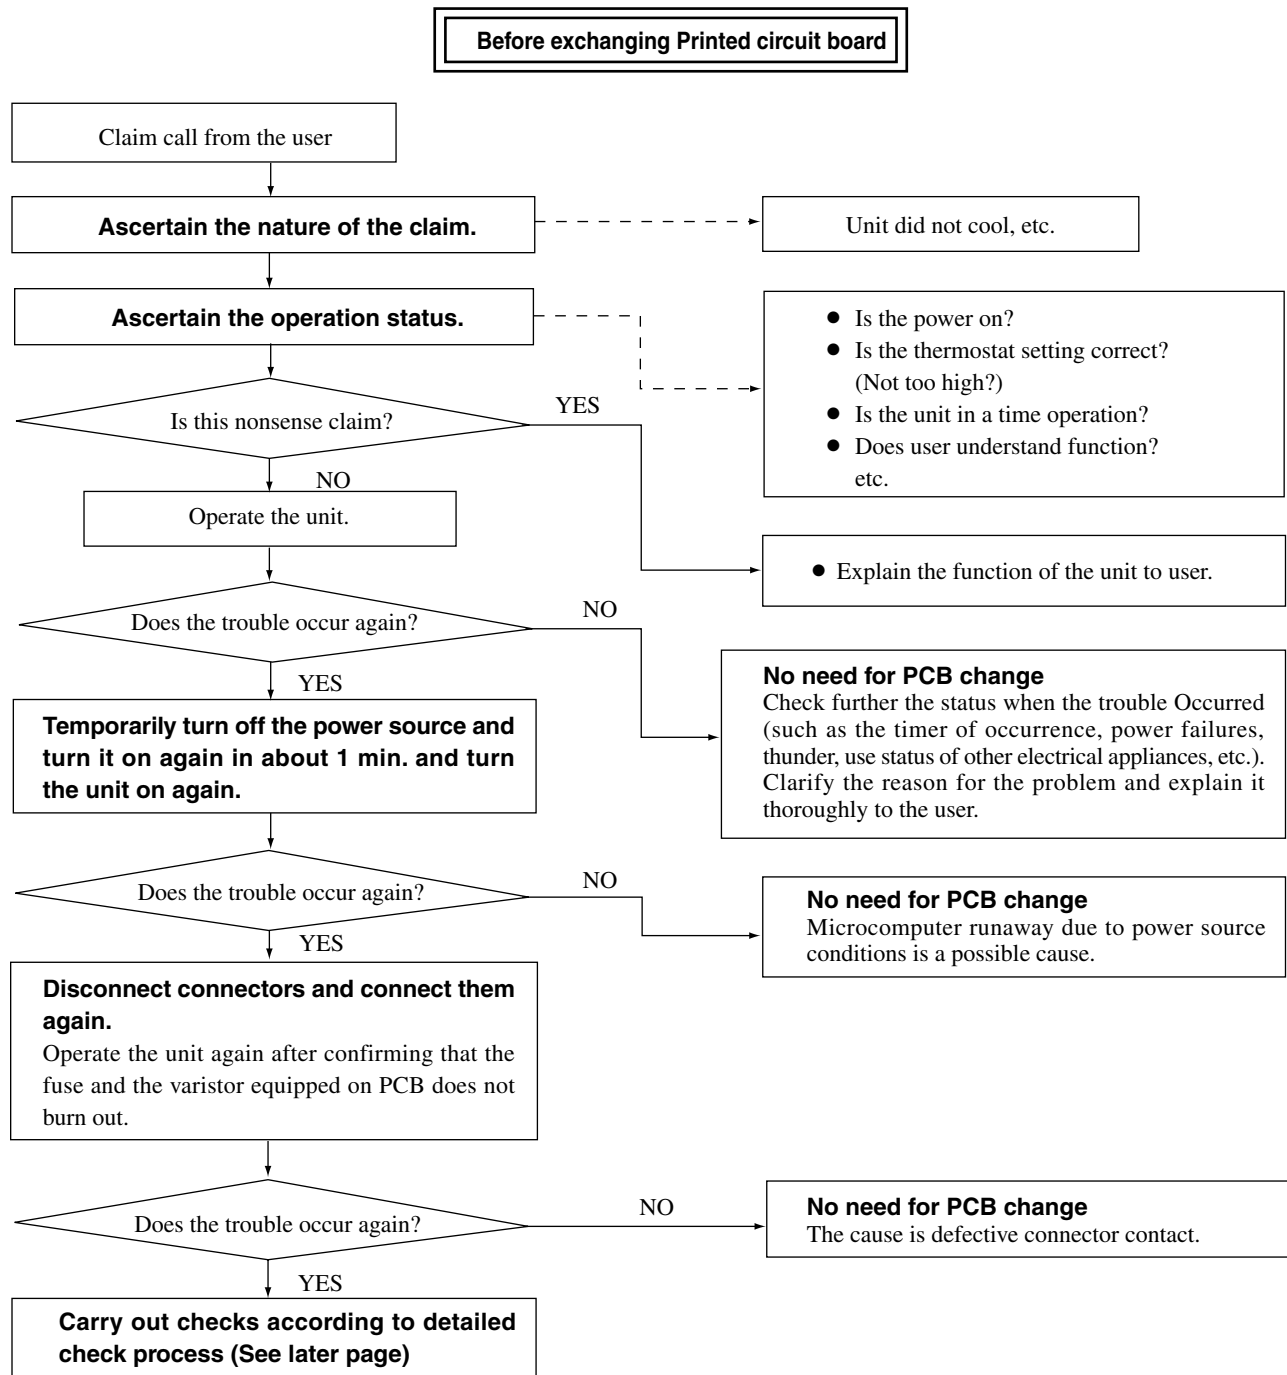 Before exchanging Printed circuit board
Claim call from the user
Ascertain the nature of the claim.
Unit did not cool, etc.
Ascertain the operation status.
● Is the power on?
● Is the thermostat setting correct?
(Not too high?)
● Is the unit in a time operation?
● Does user understand function?
etc.
Is this nonsense claim?
YES
NO
● Explain the function of the unit to user.
Operate the unit.
Does the trouble occur again?
NO
YES
No need for PCB change
Check further the status when the trouble Occurred
(such as the timer of occurrence, power failures,
thunder, use status of other electrical appliances, etc.).
Clarify the reason for the problem and explain it
thoroughly to the user.
Temporarily turn off the power source and
turn it on again in about 1 min. and turn
the unit on again.
Does the trouble occur again?
NO
YES
No need for PCB change
Microcomputer runaway due to power source
conditions is a possible cause.
Disconnect connectors and connect them
again.
Operate the unit again after confirming that the
fuse and the varistor equipped on PCB does not
burn out.
Does the trouble occur again?
NO
YES
No need for PCB change
The cause is defective connector contact.
Carry out checks according to detailed
check process (See later page)